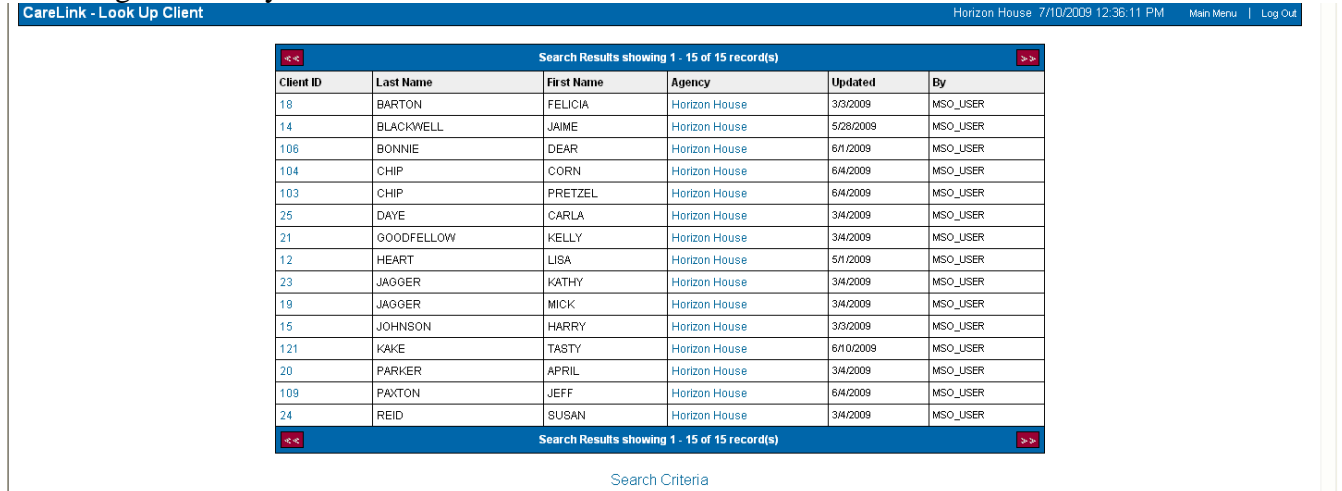 CareLink - Look Up Client Horizon House 7/10/2009 12:36:11 PM Main Menu | Log Out
<< Search Results showing 1 - 15 of 15 record(s) >>
Client ID Last Name First Name Agency Updated By
18 BARTON FELICIA Horizon House 3/3/2009 MSO_USER
14 BLACKWELL JAIME Horizon House 5/28/2009 MSO_USER
106 BONNIE DEAR Horizon House 6/1/2009 MSO_USER
104 CHIP CORN Horizon House 6/4/2009 MSO_USER
103 CHIP PRETZEL Horizon House 6/4/2009 MSO_USER
25 DAYE CARLA Horizon House 3/4/2009 MSO_USER
21 GOODFELLOW KELLY Horizon House 3/4/2009 MSO_USER
12 HEART LISA Horizon House 5/1/2009 MSO_USER
23 JAGGER KATHY Horizon House 3/4/2009 MSO_USER
19 JAGGER MICK Horizon House 3/4/2009 MSO_USER
15 JOHNSON HARRY Horizon House 3/3/2009 MSO_USER
121 KAKE TASTY Horizon House 6/10/2009 MSO_USER
20 PARKER APRIL Horizon House 3/4/2009 MSO_USER
109 PAXTON JEFF Horizon House 6/4/2009 MSO_USER
24 REID SUSAN Horizon House 3/4/2009 MSO_USER
<< Search Results showing 1 - 15 of 15 record(s) >>
Search Criteria